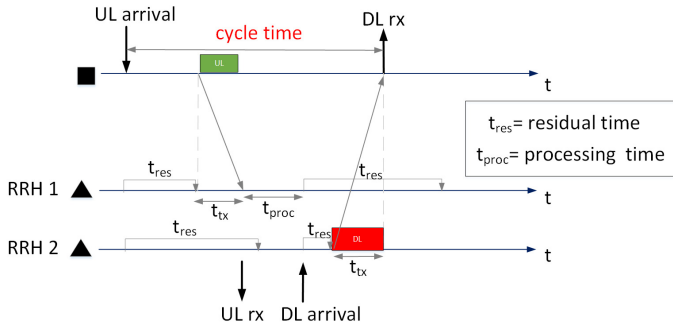 UL arrival
DL rx
cycle time
UL
t
t_res= residual time
t_proc= processing time
t_res
t_res
RRH 1
t
t_tx
t_proc
t_res
t_res
DL
RRH 2
t
t_tx
UL rx
DL arrival